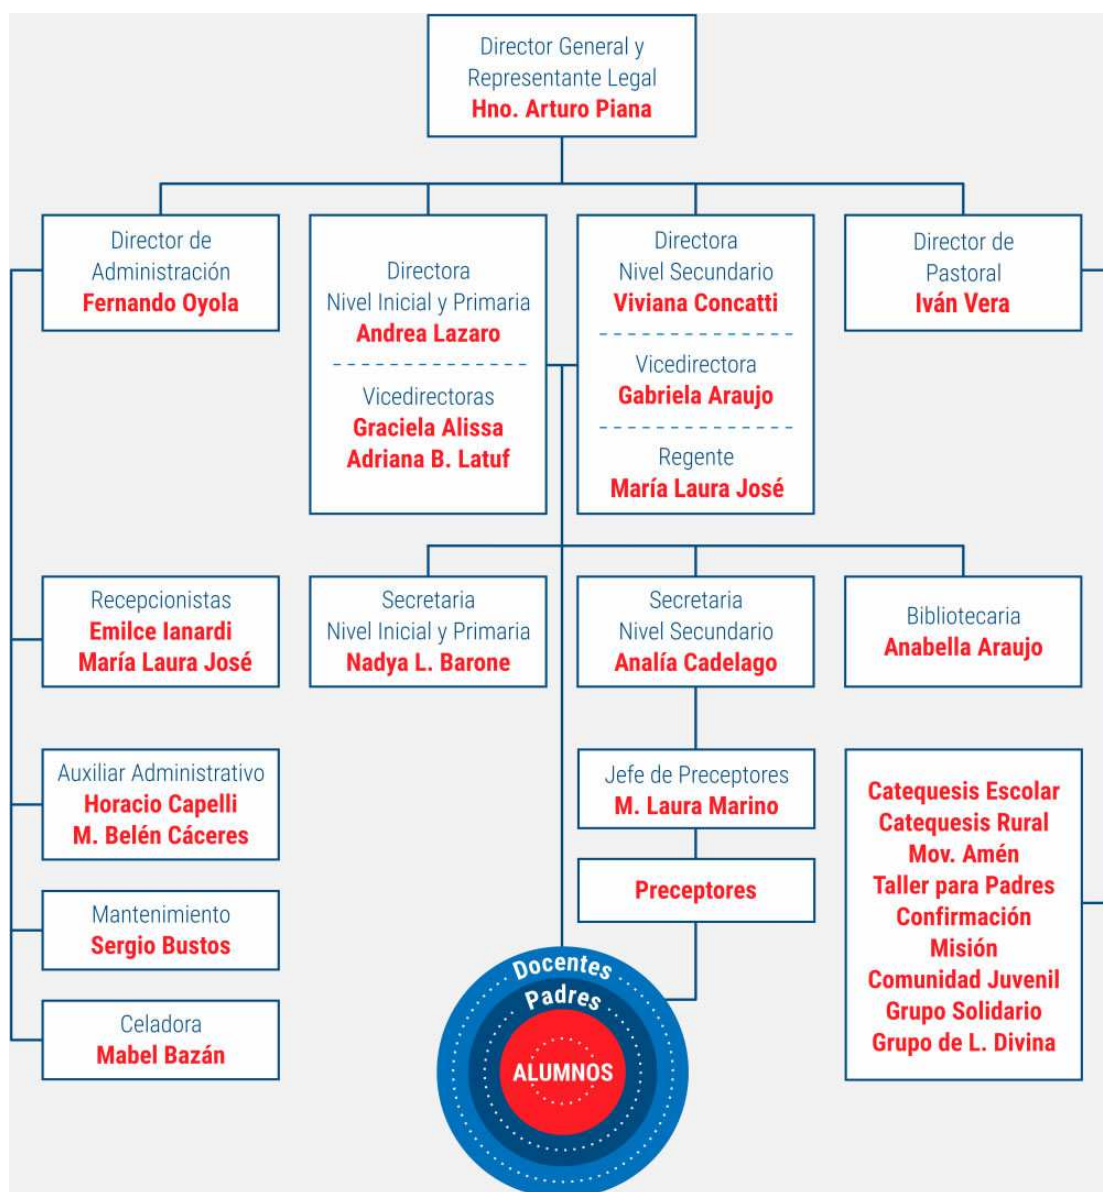 Director General y
Representante Legal
Hno. Arturo Piana
Director de
Administración
Fernando Oyola
Directora
Nivel Inicial y Primaria
Andrea Lazaro
Vicedirectoras
Graciela Alissa
Adriana B. Latuf
Directora
Nivel Secundario
Viviana Concatti
Vicedirectora
Gabriela Araujo
Regente
María Laura José
Director de
Pastoral
Iván Vera
Recepcionistas
Emilce Ianardi
María Laura José
Secretaria
Nivel Inicial y Primaria
Nadya L. Barone
Secretaria
Nivel Secundario
Analía Cadelago
Bibliotecaria
Anabella Araujo
Auxiliar Administrativo
Horacio Capelli
M. Belén Cáceres
Jefe de Preceptores
M. Laura Marino
Preceptores
Catequesis Escolar
Catequesis Rural
Mov. Amén
Taller para Padres
Confirmación
Misión
Comunidad Juvenil
Grupo Solidario
Grupo de L. Divina
Mantenimiento
Sergio Bustos
Celadora
Mabel Bazán
Docentes
Padres
ALUMNOS